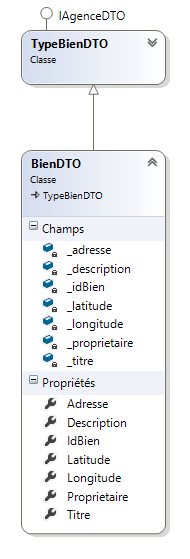 IAgenceDTO
TypeBienDTO
Classe
BienDTO
Classe
TypeBienDTO
Champs
_adresse
_description
_idBien
_latitude
_longitude
_proprietaire
_titre
Propriétés
Adresse
Description
IdBien
Latitude
Longitude
Proprietaire
Titre